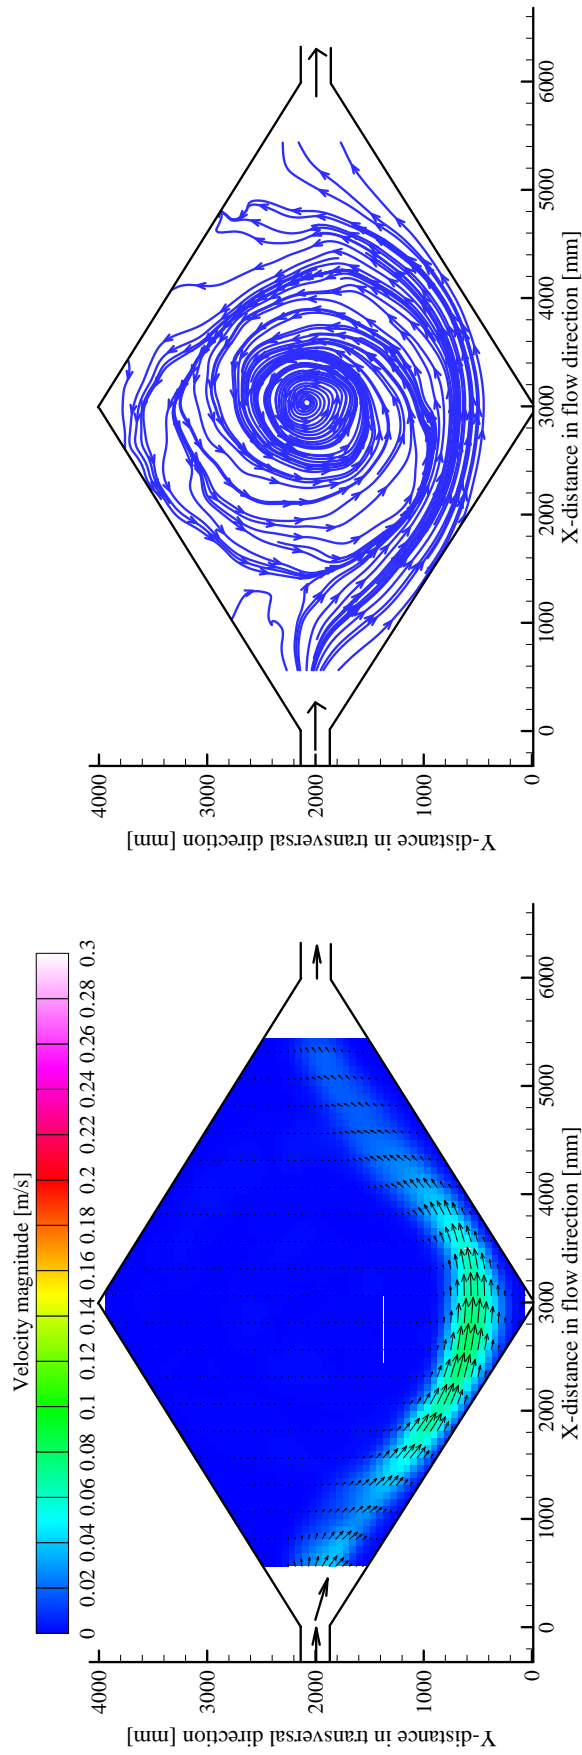 Velocity magnitude [m/s]
0 0.02 0.04 0.06 0.08 0.1 0.12 0.14 0.16 0.18 0.2 0.22 0.24 0.26 0.28 0.3
Y-distance in transversal direction [mm]
4000
3000
2000
1000
0
0 1000 2000 3000 4000 5000 6000
X-distance in flow direction [mm]
Y-distance in transversal direction [mm]
4000
3000
2000
1000
0
0 1000 2000 3000 4000 5000 6000
X-distance in flow direction [mm]